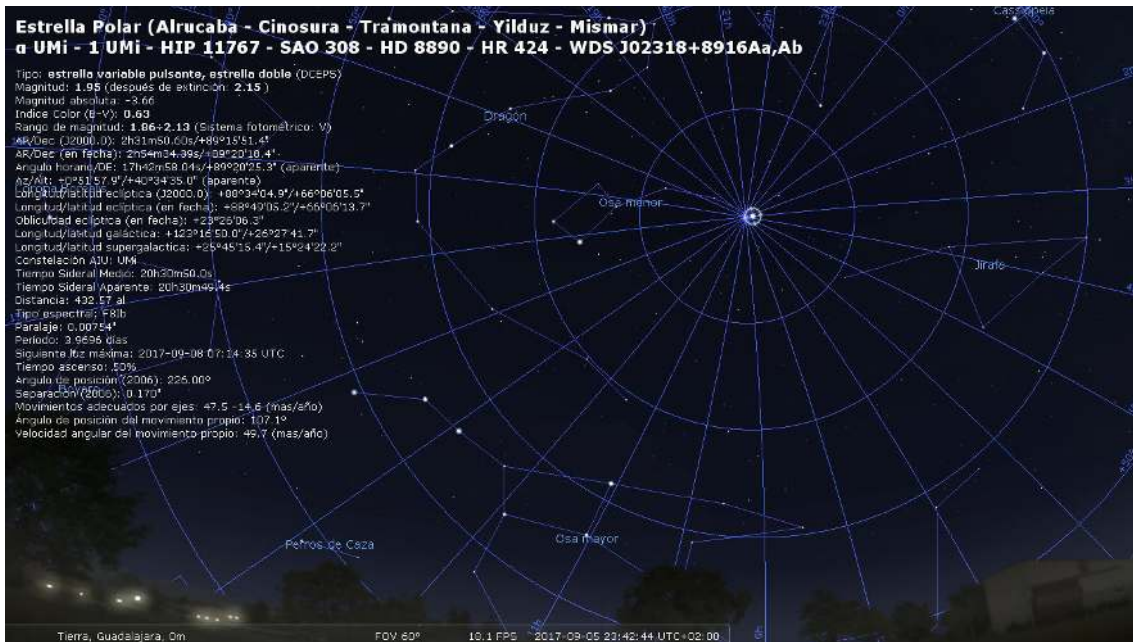 Estrella Polar (Alrucaba - Cinosura - Tramontana - Yilduz - Mismar)
α UMi - 1 UMi - HIP 11767 - SAO 308 - HD 8890 - HR 424 - WDS J02318+8916Aa,Ab
Tipo: estrella variable pulsante, estrella doble (DCEPS)
Magnitud: 1.95 (después de extinción: 2.15 )
Magnitud absoluta: -3.66
Indice Color (B-V): 0.63
Rango de magnitud: 1.86÷2.13 (Sistema fotométrico: V)
AR/Dec (J2000.0): 2h31m50.60s/+89°15'51.4"
AR/Dec (en fecha): 2h54m34.39s/+89°20'18.4"
Angulo horario/DE: 17h42m58.04s/+89°20'25.3" (aparente)
Az/Alt: +0°51'57.9"/+40°34'35.0" (aparente)
Longitud/latitud eclíptica (J2000.0): +88°34'04.9"/+66°06'05.5"
Longitud/latitud eclíptica (en fecha): +88°49'05.2"/+66°06'13.7"
Oblicuidad eclíptica (en fecha): +23°26'06.3"
Longitud/latitud galáctica: +123°16'50.0"/+26°27'41.7"
Longitud/latitud supergalactica: +25°45'15.4"/+15°24'22.2"
Constelación AIU: UMi
Tiempo Sideral Medio: 20h30m50.0s
Tiempo Sideral Aparente: 20h30m49.4s
Distancia: 432.57 al
Tipo espectral: F8Ib
Paralaje: 0.00754"
Período: 3.9696 días
Siguiente luz máxima: 2017-09-08 07:14:35 UTC
Tiempo ascenso: 50%
Angulo de posición (2006): 226.00°
Separación (2006): 0.170"
Movimientos adecuados por ejes: 47.5 -14.6 (mas/año)
Angulo de posición del movimiento propio: 107.1°
Velocidad angular del movimiento propio: 49.7 (mas/año)
Cassiopeia
Dragón
Osa menor
Jirafa
Perros de Caza
Osa mayor
Tierra, Guadalajara, 0m
FOV 60°
10.1 FPS
2017-09-05 23:42:44 UTC+02:00